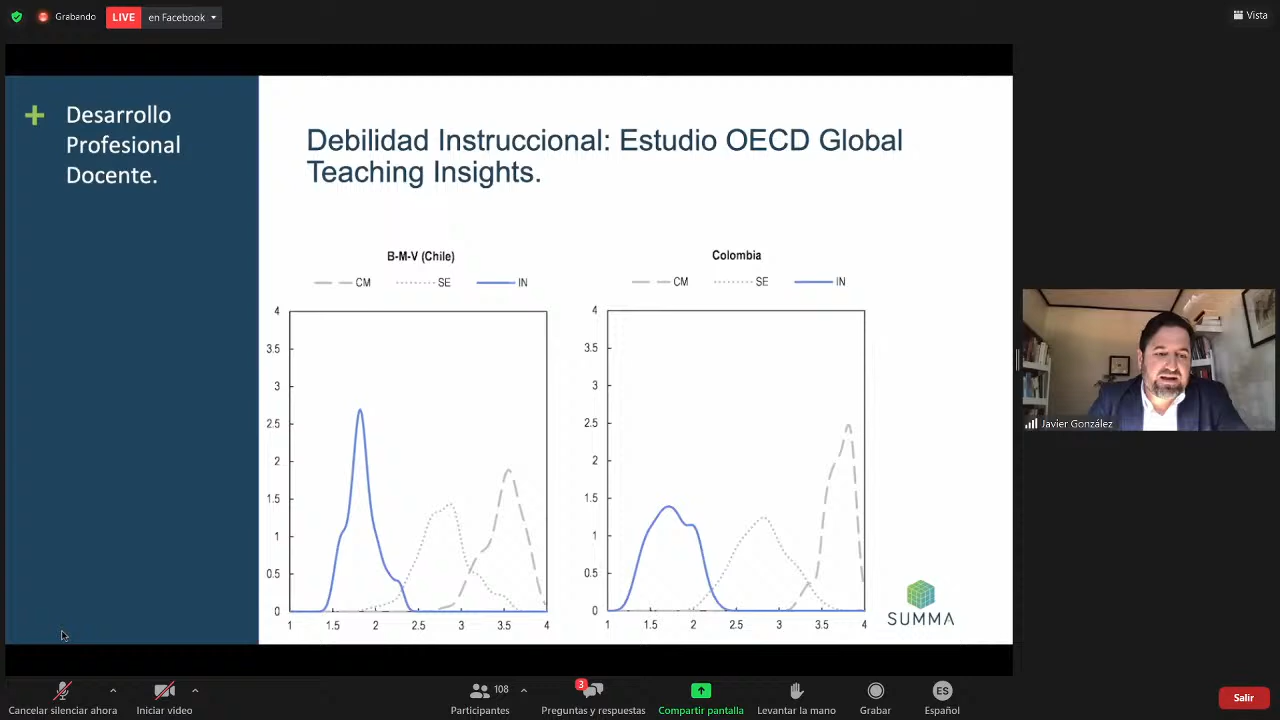 Grabando
LIVE en Facebook
Vista
+ Desarrollo
Profesional
Docente.
Debilidad Instruccional: Estudio OECD Global
Teaching Insights.
B-M-V (Chile)
CM SE IN
4
3.5
3
2.5
2
1.5
1
0.5
0
1 1.5 2 2.5 3 3.5 4
Colombia
CM SE IN
4
3.5
3
2.5
2
1.5
1
0.5
0
1 1.5 2 2.5 3 3.5 4
SUMMA
Javier González
Cancelar silenciar ahora
Iniciar video
108
Participantes
3
Preguntas y respuestas
Compartir pantalla
Levantar la mano
Grabar
ES
Español
Salir